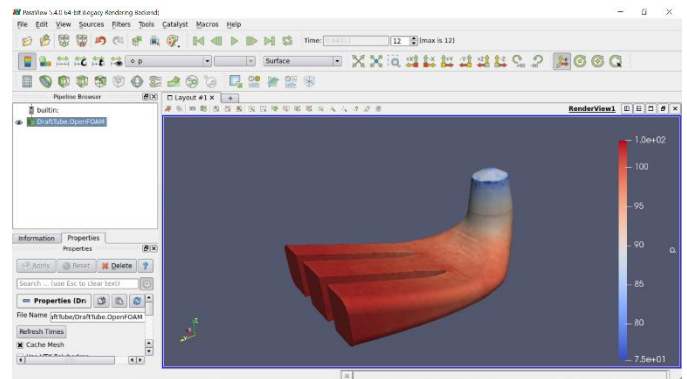 ParaView 5.4.0 64-bit (Legacy Rendering Backend)
File Edit View Sources Filters Tools Catalyst Macros Help
Time: 12 (max is 12)
p Surface
Pipeline Browser
Layout #1 X +
builtin:
3D RenderView1
DraftTube.OpenFOAM
1.0e+02
100
95
90
p
85
80
7.5e+01
Information Properties
Properties
Apply Reset Delete ?
Search ... (use Esc to clear text)
Properties (Dr
File Name ftTube/DraftTube.OpenFOAM
Refresh Times
Cache Mesh